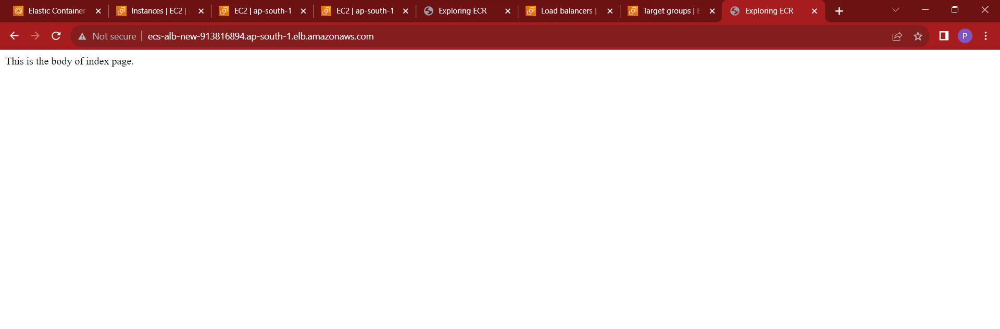 Elastic Container
Instances | EC2 |
EC2 | ap-south-1
EC2 | ap-south-1
Exploring ECR
Load balancers |
Target groups | E
Exploring ECR
Not secure
ecs-alb-new-913816894.ap-south-1.elb.amazonaws.com
P
This is the body of index page.